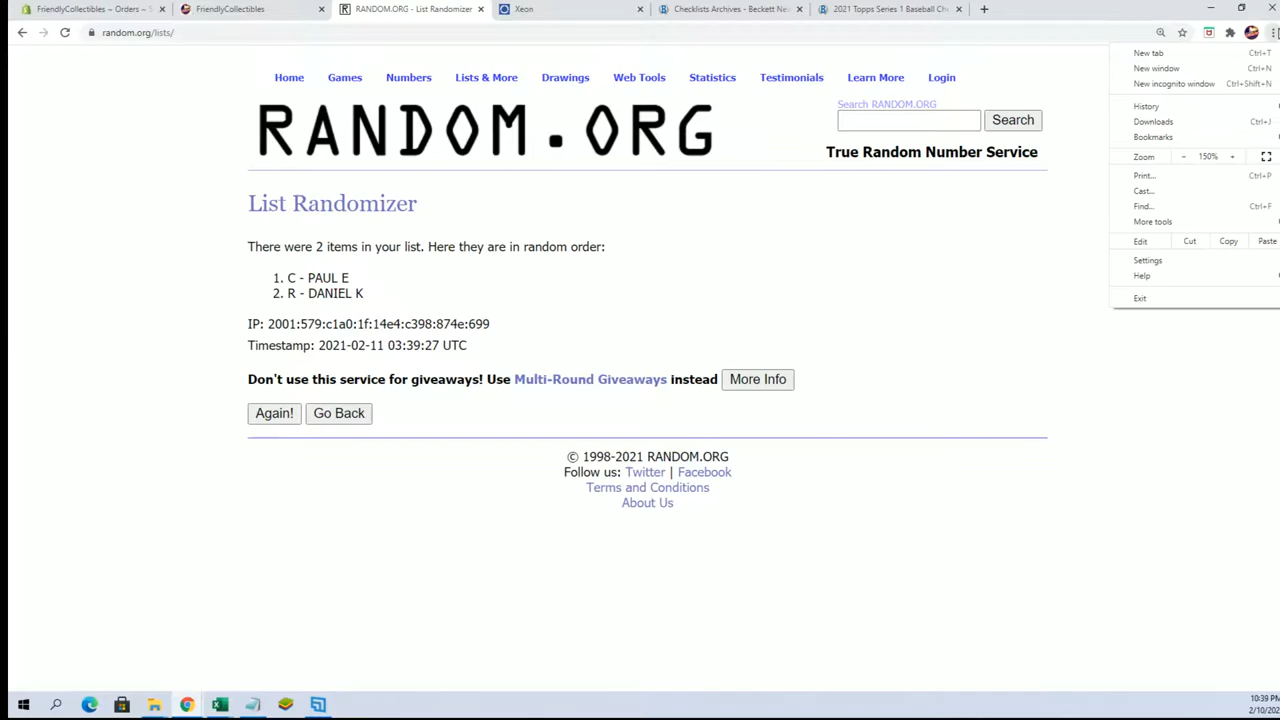 FriendlyCollectibles ~ Orders ~ S
FriendlyCollectibles
RANDOM.ORG - List Randomizer
Xeon
Checklists Archives - Beckett Ne
2021 Topps Series 1 Baseball Ch
random.org/lists/
Home Games Numbers Lists & More Drawings Web Tools Statistics Testimonials Learn More Login
RANDOM.ORG
Search RANDOM.ORG
Search
True Random Number Service
List Randomizer
There were 2 items in your list. Here they are in random order:
1. C - PAUL E
2. R - DANIEL K
IP: 2001:579:c1a0:1f:14e4:c398:874e:699
Timestamp: 2021-02-11 03:39:27 UTC
Don't use this service for giveaways! Use Multi-Round Giveaways instead More Info
Again! Go Back
© 1998-2021 RANDOM.ORG
Follow us: Twitter | Facebook
Terms and Conditions
About Us
New tab Ctrl+T
New window Ctrl+N
New incognito window Ctrl+Shift+N
History
Downloads Ctrl+J
Bookmarks
Zoom - 150% +
Print... Ctrl+P
Cast...
Find... Ctrl+F
More tools
Edit Cut Copy Paste
Settings
Help
Exit
10:39 PM
2/10/202